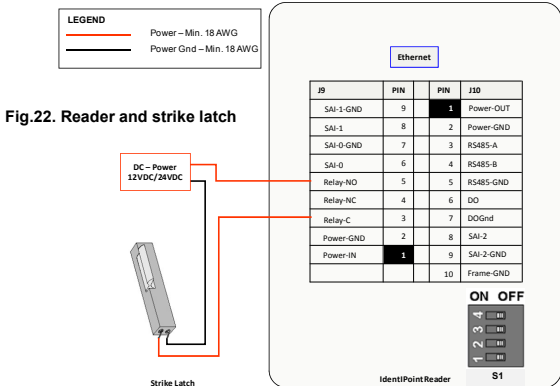 LEGEND
Power – Min. 18 AWG
Power Gnd – Min. 18 AWG
Ethernet
Fig.22. Reader and strike latch
J9 PIN PIN J10
SAI-1-GND 9 1 Power-OUT
SAI-1 8 2 Power-GND
SAI-0-GND 7 3 RS485-A
SAI-0 6 4 RS485-B
Relay-NO 5 5 RS485-GND
Relay-NC 4 6 DO
Relay-C 3 7 DOGnd
Power-GND 2 8 SAI-2
Power-IN 1 9 SAI-2-GND
10 Frame-GND
DC – Power
12VDC/24VDC
ON OFF
4
3
2
1
S1
Strike Latch
IdentIPoint Reader